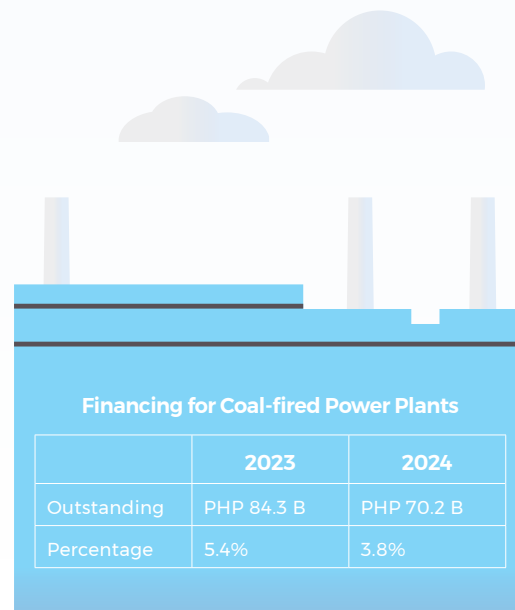 Financing for Coal-fired Power Plants
2023 2024
Outstanding PHP 84.3 B PHP 70.2 B
Percentage 5.4% 3.8%